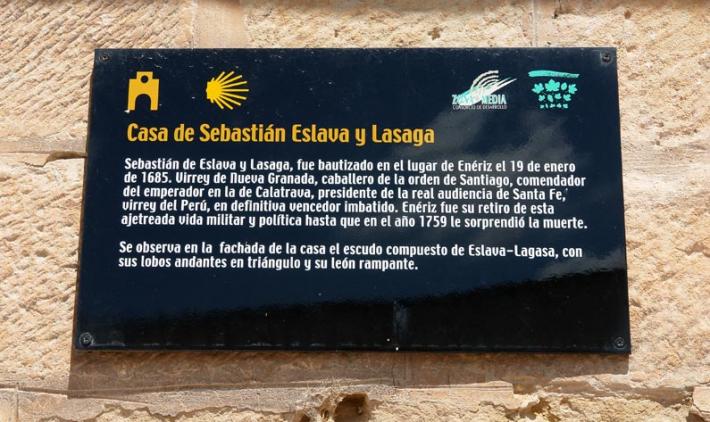 ZONA MEDIA
CONSORCIO DE DESARROLLO
Casa de Sebastián Eslava y Lasaga
Sebastián de Eslava y Lasaga, fue bautizado en el lugar de Enériz el 19 de enero
de 1685. Virrey de Nueva Granada, caballero de la orden de Santiago, comendador
del emperador en la de Calatrava, presidente de la real audiencia de Santa Fe,
virrey del Perú, en definitiva vencedor imbatido. Enériz fue su retiro de esta
ajetreada vida militar y política hasta que en el año 1759 le sorprendió la muerte.
Se observa en la fachada de la casa el escudo compuesto de Eslava-Lagasa, con
sus lobos andantes en triángulo y su león rampante.